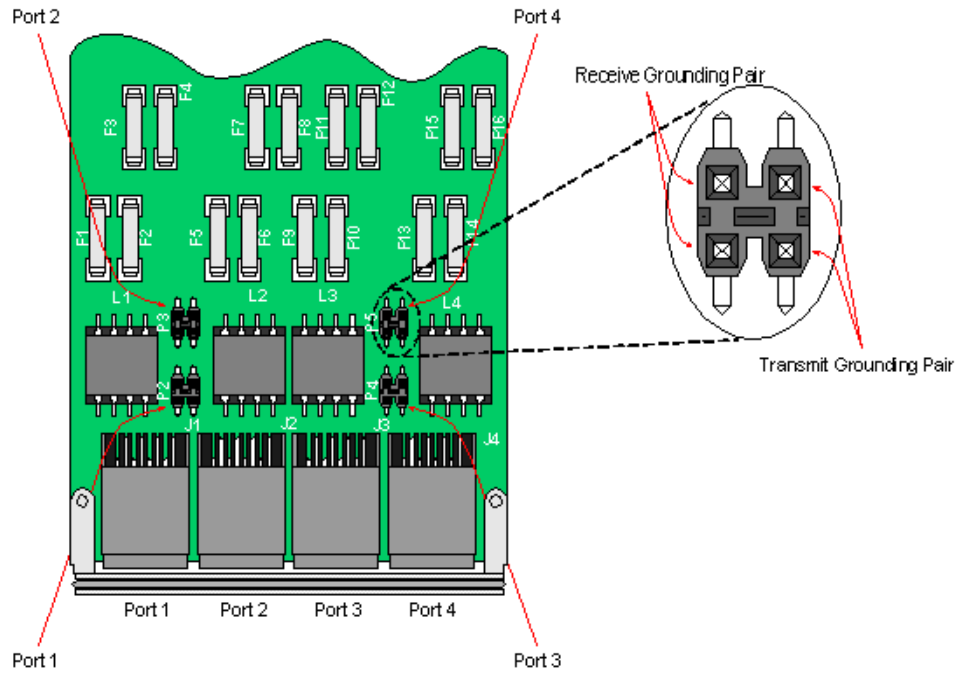 Port 2
Port 4
Receive Grounding Pair
F3
F4
F7
F8
F11
F12
F15
F16
F1
F2
F5
F6
F9
F10
F13
F14
L1
L2
L3
L4
P3
P5
P2
P4
Transmit Grounding Pair
J1
J2
J3
J4
Port 1
Port 2
Port 3
Port 4
Port 1
Port 3